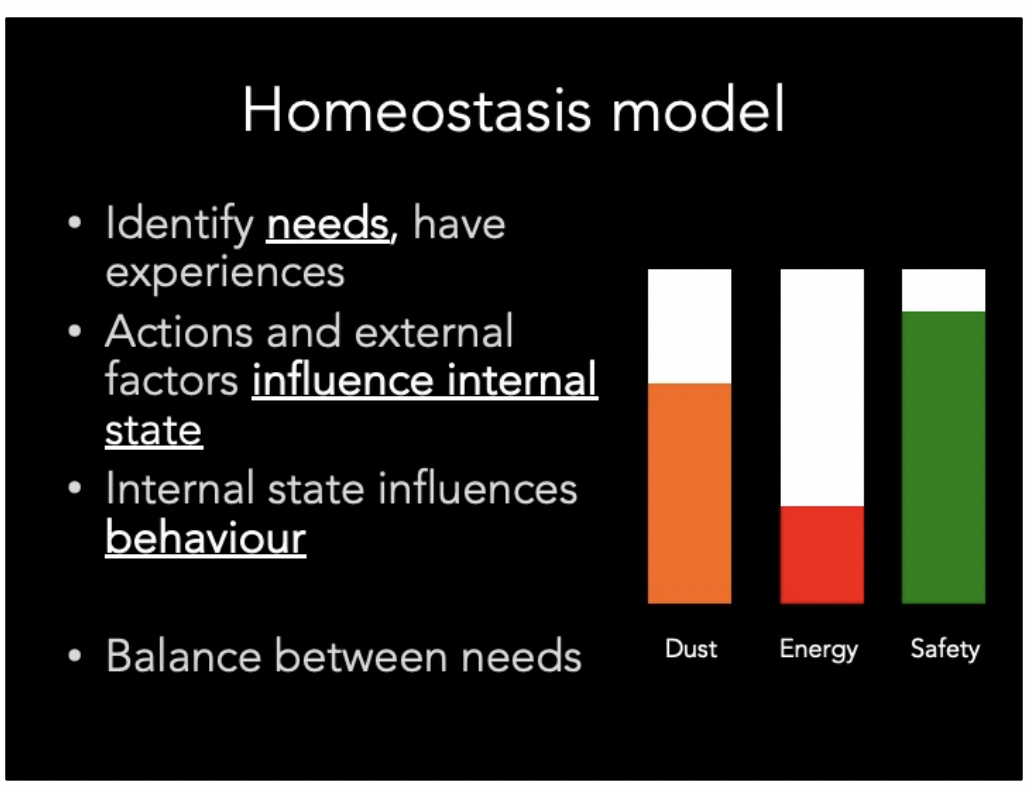 Homeostasis model
• Identify needs, have
experiences
• Actions and external
factors influence internal
state
• Internal state influences
behaviour
• Balance between needs
Dust Energy Safety